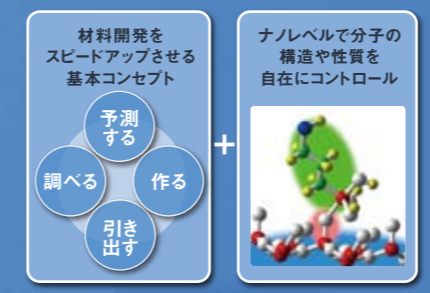 材料開発を
スピードアップさせる
基本コンセプト
予測
する
調べる
作る
引き
出す
+
ナノレベルで分子の
構造や性質を
自在にコントロール